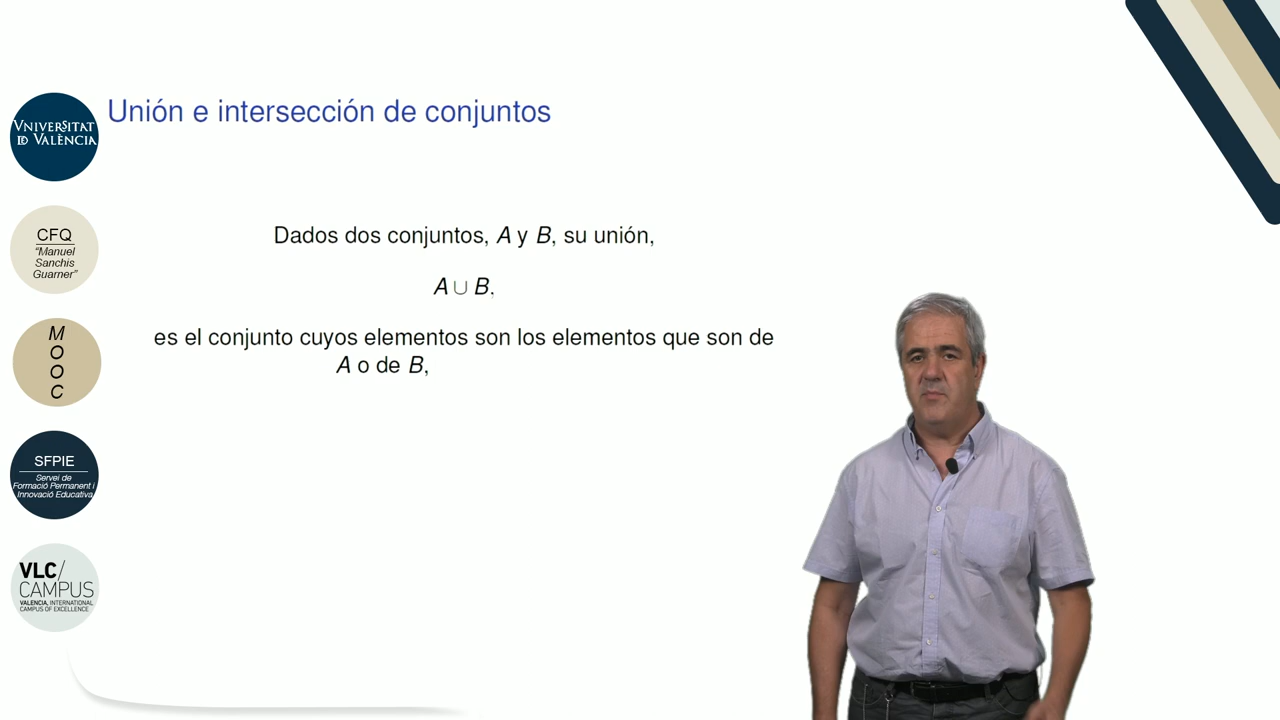 Unión e intersección de conjuntos
VNIVERSITAT
ID VALÈNCIA
CFQ
"Manuel
Sanchis
Guarner"
Dados dos conjuntos, A y B, su unión,
A ∪ B,
es el conjunto cuyos elementos son los elementos que son de
A o de B,
M
O
O
C
SFPIE
Servei de
Formació Permanent i
Innovació Educativa
VLC/
CAMPUS
VALENCIA, INTERNATIONAL
CAMPUS OF EXCELLENCE